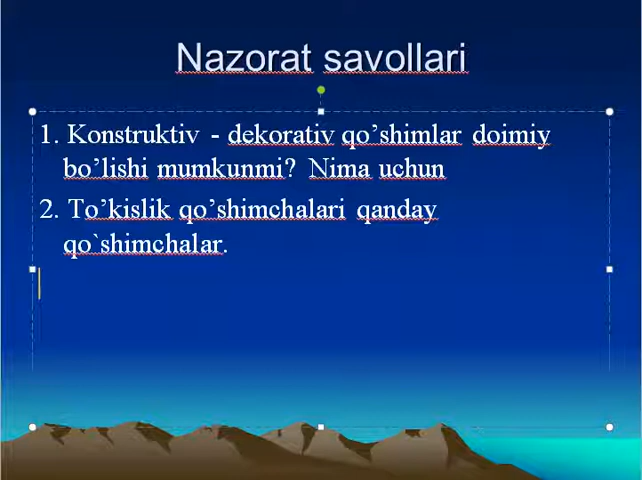 Nazorat savollari
1. Konstruktiv - dekorativ qo’shimlar doimiy
bo’lishi mumkunmi? Nima uchun
2. To’kislik qo’shimchalari qanday
qo`shimchalar.